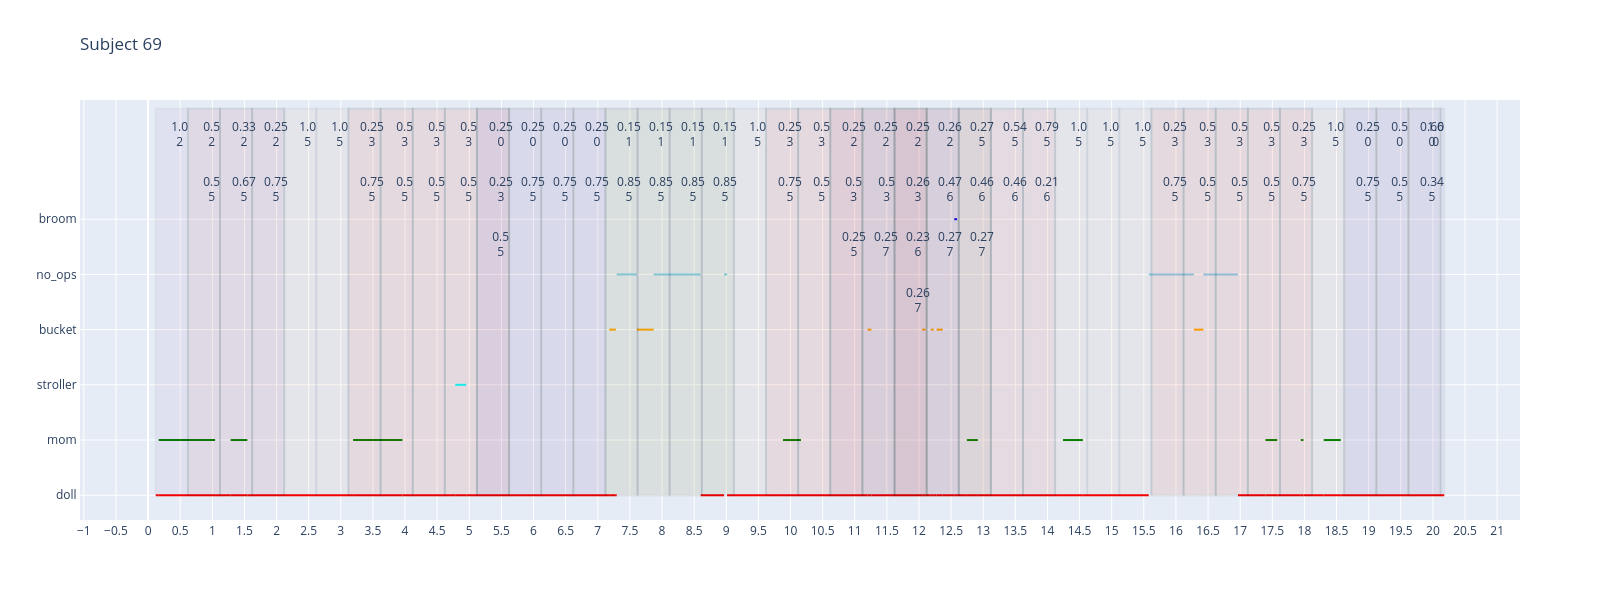 Subject 69
1.0 0.5 0.33 0.25 1.0 1.0 0.25 0.5 0.5 0.5 0.25 0.25 0.25 0.25 0.15 0.15 0.15 0.15 1.0 0.25 0.5 0.25 0.25 0.25 0.26 0.27 0.54 0.79 1.0 1.0 1.0 0.25 0.5 0.5 0.5 0.25 1.0 0.25 0.5
2 2 2 2 5 5 3 3 3 3 0 0 0 0 1 1 1 1 5 3 3 2 2 2 2 5 5 5 5 5 5 3 3 3 3 3 5 0 0
0.5 0.67 0.75 0.75 0.5 0.5 0.5 0.25 0.75 0.75 0.75 0.85 0.85 0.85 0.85 0.75 0.5 0.5 0.5 0.26 0.47 0.46 0.46 0.21 0.75 0.5 0.5 0.5 0.75 0.75 0.5 0.34
5 5 5 5 5 5 5 3 5 5 5 5 5 5 5 5 5 3 3 3 6 6 6 6 5 5 5 5 5 5 5 5
broom
0.5 0.25 0.25 0.23 0.27 0.27
5 5 7 6 7 7
no_ops
0.26
7
bucket
stroller
mom
doll
−1 −0.5 0 0.5 1 1.5 2 2.5 3 3.5 4 4.5 5 5.5 6 6.5 7 7.5 8 8.5 9 9.5 10 10.5 11 11.5 12 12.5 13 13.5 14 14.5 15 15.5 16 16.5 17 17.5 18 18.5 19 19.5 20 20.5 21